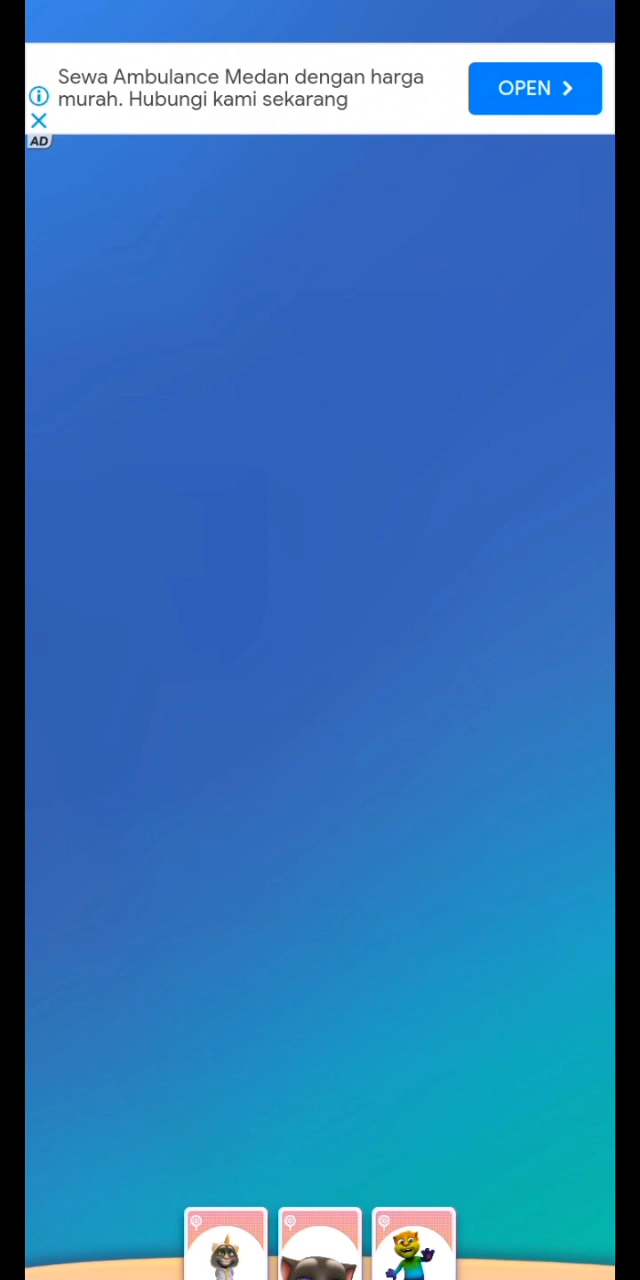 Sewa Ambulance Medan dengan harga
murah. Hubungi kami sekarang
OPEN
AD